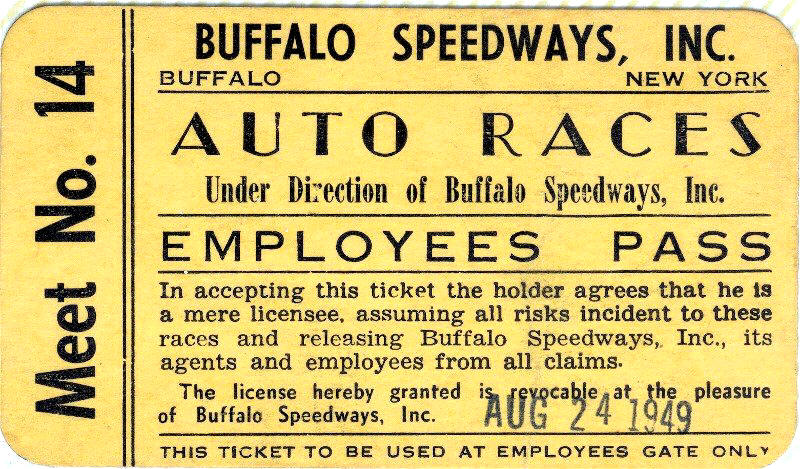 Meet No. 14
BUFFALO SPEEDWAYS, INC.
BUFFALO NEW YORK
AUTO RACES
Under Direction of Buffalo Speedways, Inc.
EMPLOYEES PASS
In accepting this ticket the holder agrees that he is
a mere licensee, assuming all risks incident to these
races and releasing Buffalo Speedways, Inc., its
agents and employees from all claims.
The license hereby granted is revocable at the pleasure
of Buffalo Speedways, Inc.
AUG 24 1949
THIS TICKET TO BE USED AT EMPLOYEES GATE ONLY